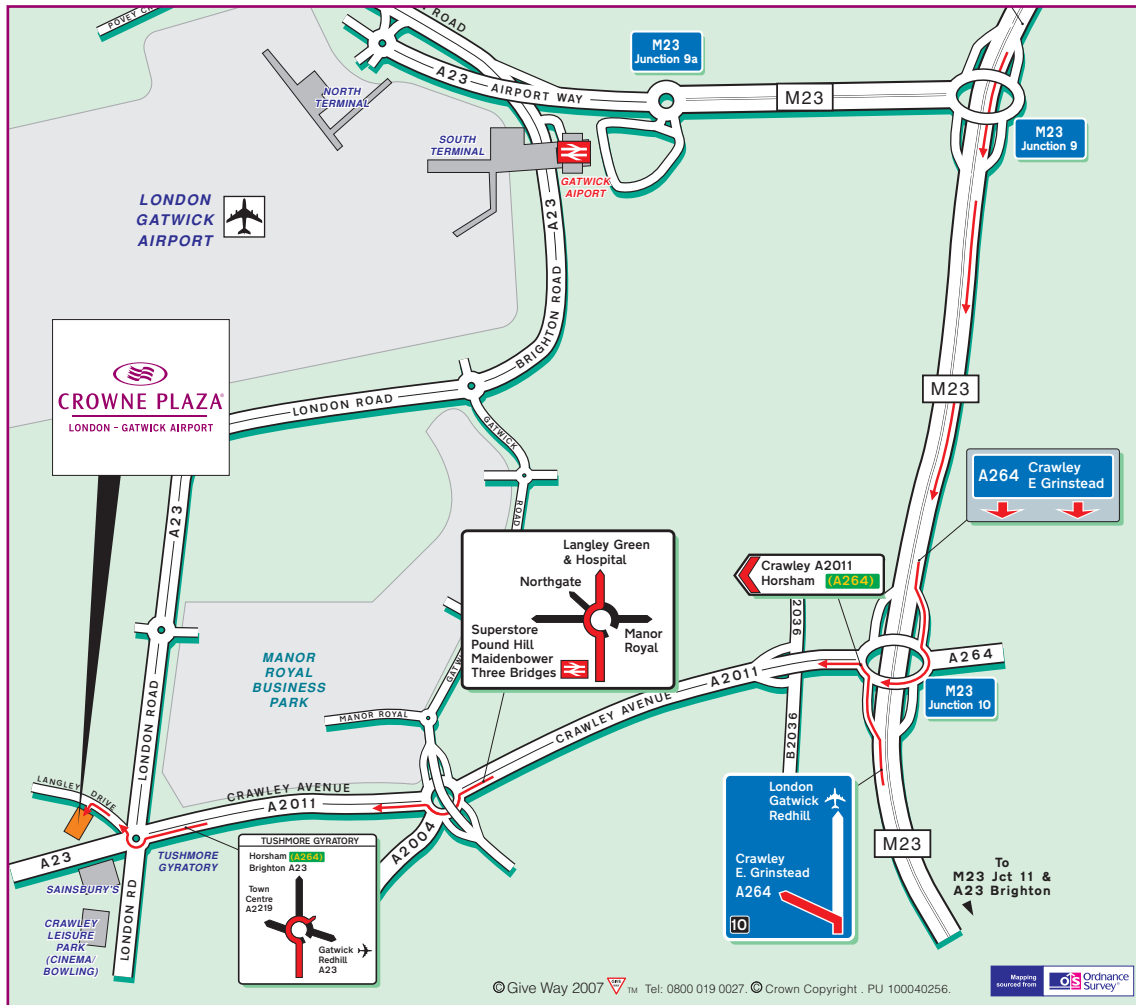 POVEY C
ROAD
A23
AIRPORT WAY
M23
Junction 9a
M23
M23
Junction 9
NORTH
TERMINAL
SOUTH
TERMINAL
GATWICK
AIPORT
LONDON
GATWICK
AIRPORT
A23
BRIGHTON ROAD
CROWNE PLAZA
LONDON - GATWICK AIRPORT
LONDON ROAD
GATWICK
ROAD
M23
A264
Crawley
E Grinstead
A23
Langley Green
& Hospital
Northgate
Superstore
Pound Hill
Maidenbower
Three Bridges
Manor
Royal
Crawley A2011
Horsham (A264)
2036
A264
M23
Junction 10
MANOR
ROYAL
BUSINESS
PARK
GATW
MANOR ROYAL
CRAWLEY AVENUE
A2011
B2036
LONDON ROAD
LANGLEY DRIVE
CRAWLEY AVENUE
A2011
A2004
A23
TUSHMORE
GYRATORY
SAINSBURY'S
LONDON RD
CRAWLEY
LEISURE
PARK
(CINEMA/
BOWLING)
TUSHMORE GYRATORY
Horsham (A264)
Brighton A23
Town
Centre
A2219
Gatwick
Redhill
A23
London
Gatwick
Redhill
Crawley
E. Grinstead
A264
10
M23
To
M23 Jct 11 &
A23 Brighton
© Give Way 2007 TM Tel: 0800 019 0027. © Crown Copyright . PU 100040256.
Mapping
sourced from
Ordnance
Survey®